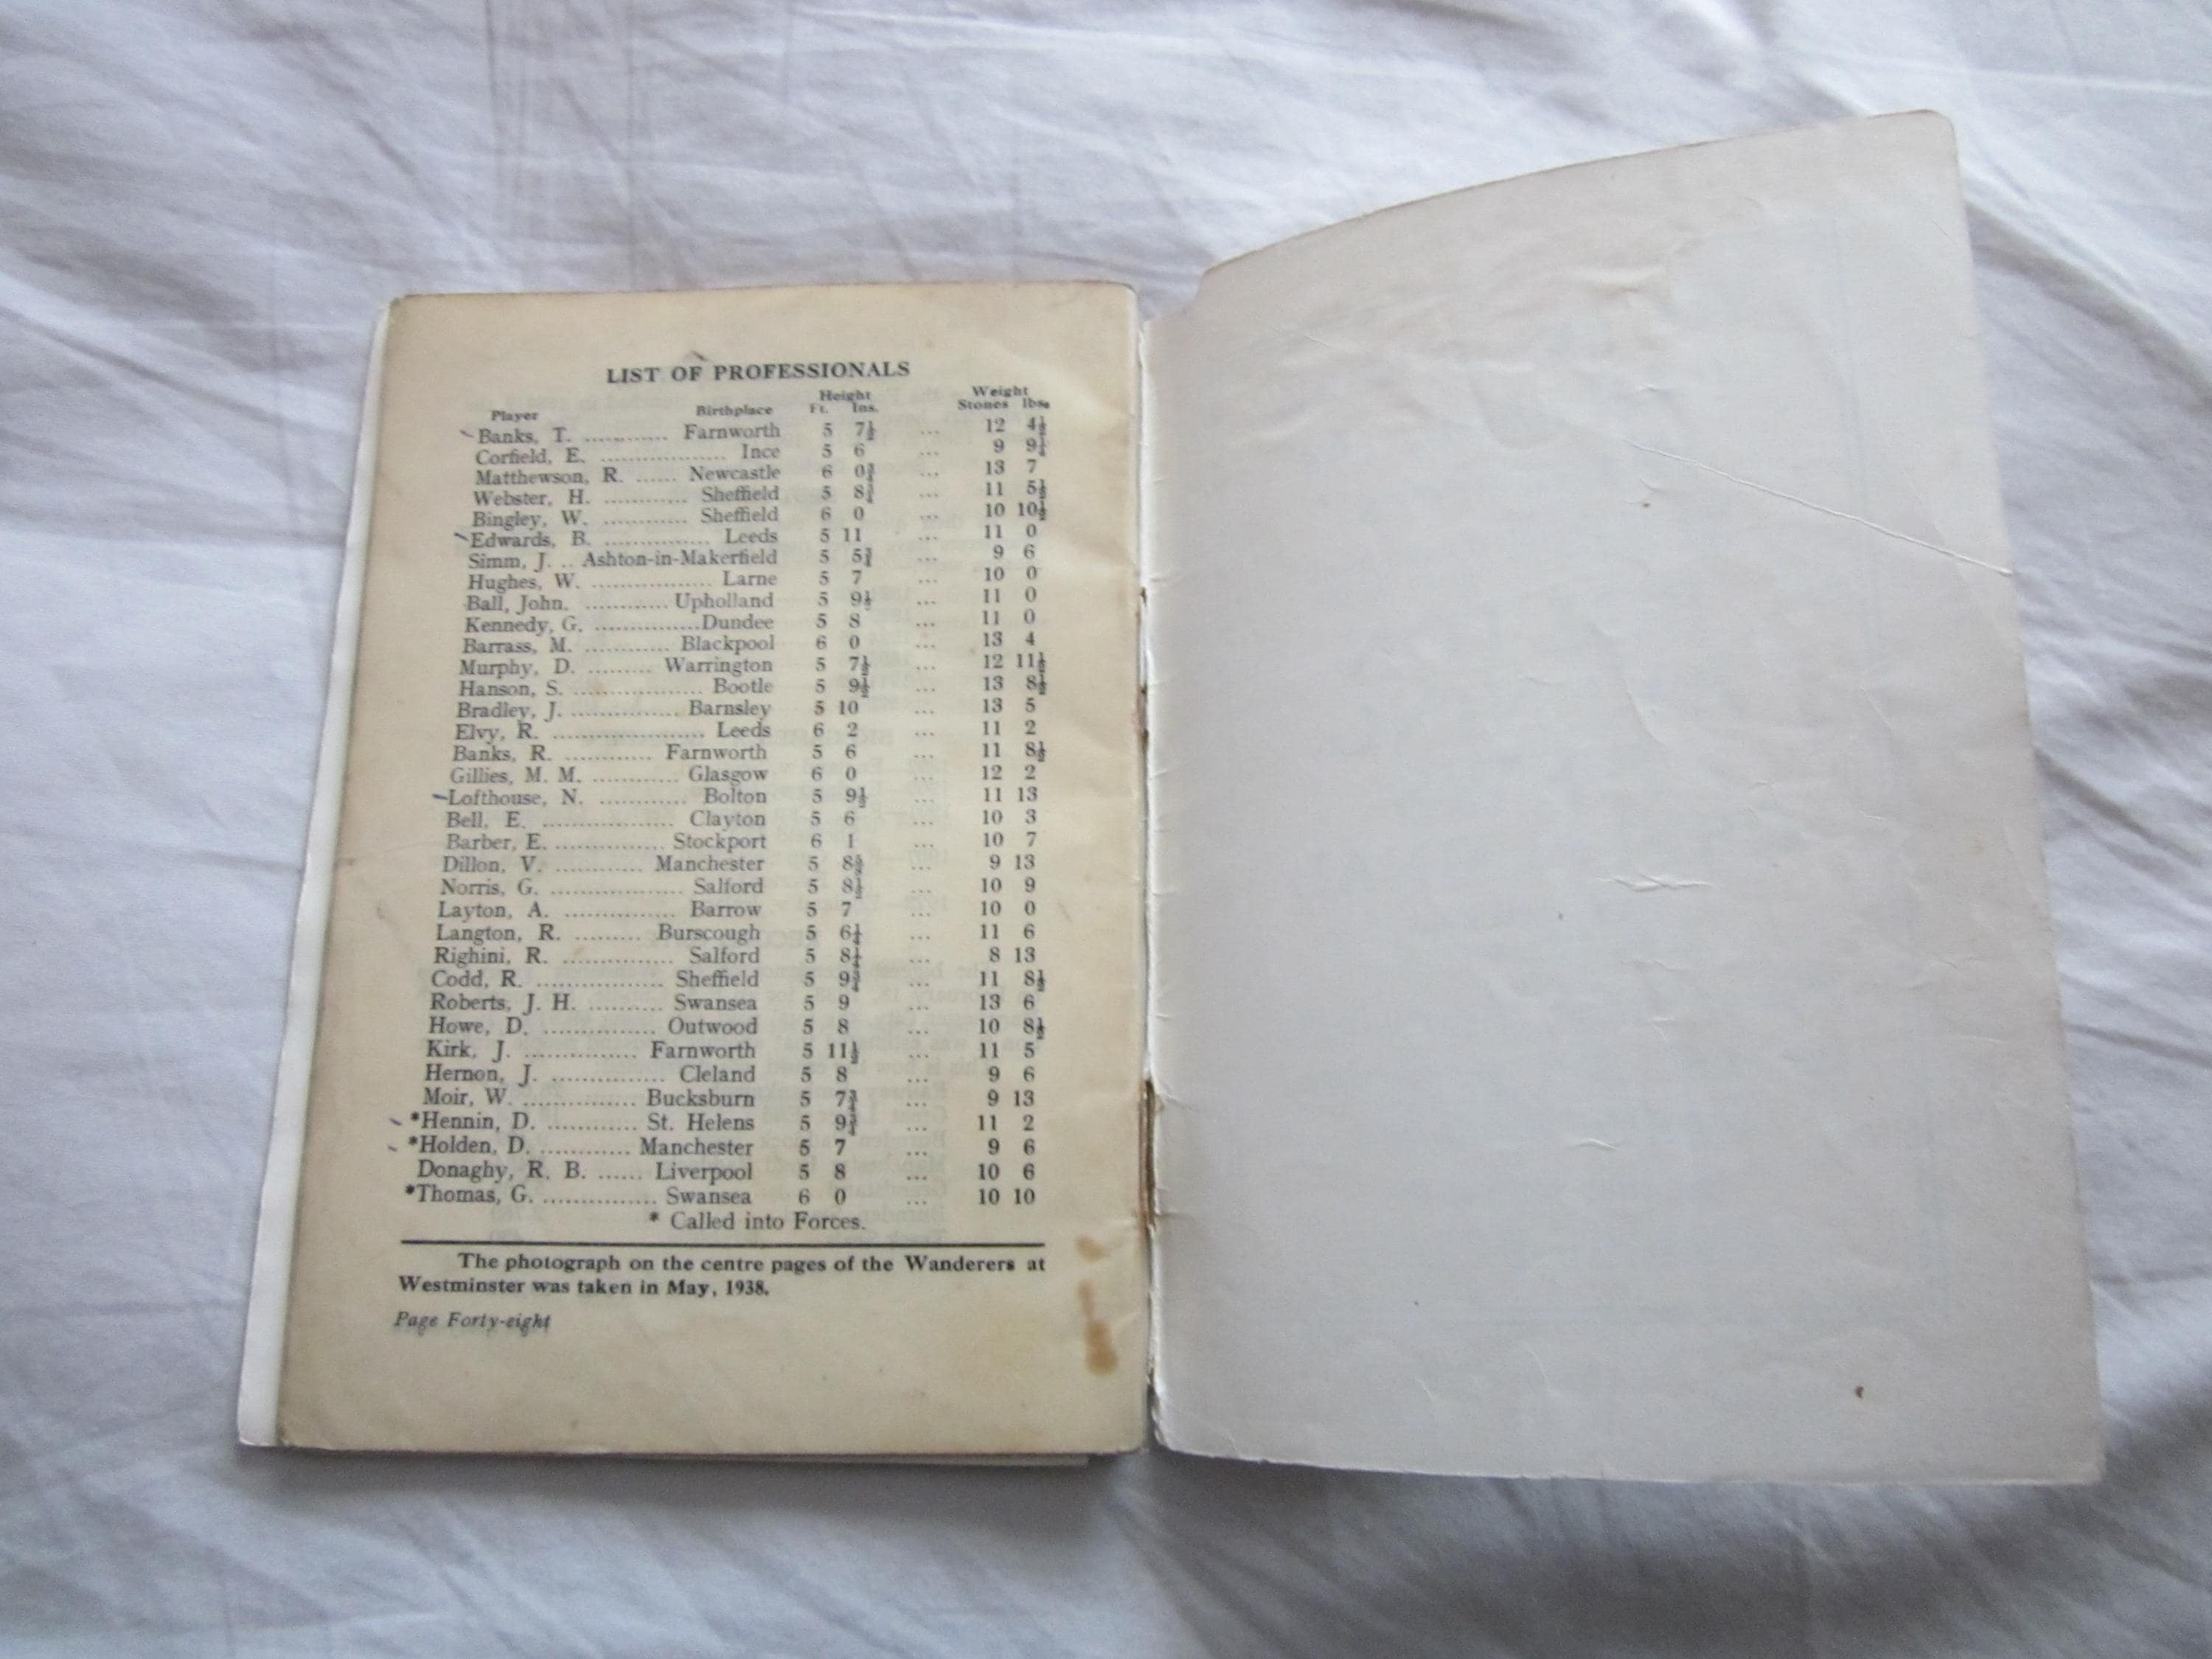 LIST OF PROFESSIONALS
Height Weight
Player Birthplace Ft. Ins. Stones lbs.
Banks, T. ............ Farnworth 5 7½ ... 12 4½
Corfield, E. .................. Ince 5 6 ... 9 9¼
Matthewson, R. ...... Newcastle 6 0¾ ... 13 7
Webster, H. ............ Sheffield 5 8¾ ... 11 5½
Bingley, W. ............ Sheffield 6 0 ... 10 10½
Edwards, B. ............... Leeds 5 11 ... 11 0
Simm, J. .. Ashton-in-Makerfield 5 5¾ ... 9 6
Hughes, W. ................. Larne 5 7 ... 10 0
Ball, John. ............ Upholland 5 9½ ... 11 0
Kennedy, G. ...............Dundee 5 8 ... 11 0
Barrass, M. ............ Blackpool 6 0 ... 13 4
Murphy, D. ......... Warrington 5 7½ ... 12 11½
Hanson, S. .................. Bootle 5 9½ ... 13 8½
Bradley, J. ............... Barnsley 5 10 ... 13 5
Elvy, R. ...................... Leeds 6 2 ... 11 2
Banks, R. ............ Farnworth 5 6 ... 11 8½
Gillies, M. M. ............ Glasgow 6 0 ... 12 2
Lofthouse, N. ............ Bolton 5 9½ ... 11 13
Bell, E. .................. Clayton 5 6 ... 10 3
Barber, E. ............... Stockport 6 1 ... 10 7
Dillon, V. ............ Manchester 5 8¾ ... 9 13
Norris, G. .................. Salford 5 8½ ... 10 9
Layton, A. ............... Barrow 5 7 ... 10 0
Langton, R. ......... Burscough 5 6¼ ... 11 6
Righini, R. ............... Salford 5 8¼ ... 8 13
Codd, R. .................. Sheffield 5 9¾ ... 11 8½
Roberts, J. H. .......... Swansea 5 9 ... 13 6
Howe, D. ............... Outwood 5 8 ... 10 8½
Kirk, J. ............... Farnworth 5 11½ ... 11 5
Hernon, J. ............... Cleland 5 8 ... 9 6
Moir, W. ............... Bucksburn 5 7¾ ... 9 13
*Hennin, D. ............ St. Helens 5 9¾ ... 11 2
*Holden, D. ............ Manchester 5 7 ... 9 6
Donaghy, R. B. ...... Liverpool 5 8 ... 10 6
*Thomas, G. ............... Swansea 6 0 ... 10 10
* Called into Forces.
The photograph on the centre pages of the Wanderers at
Westminster was taken in May, 1938.
Page Forty-eight